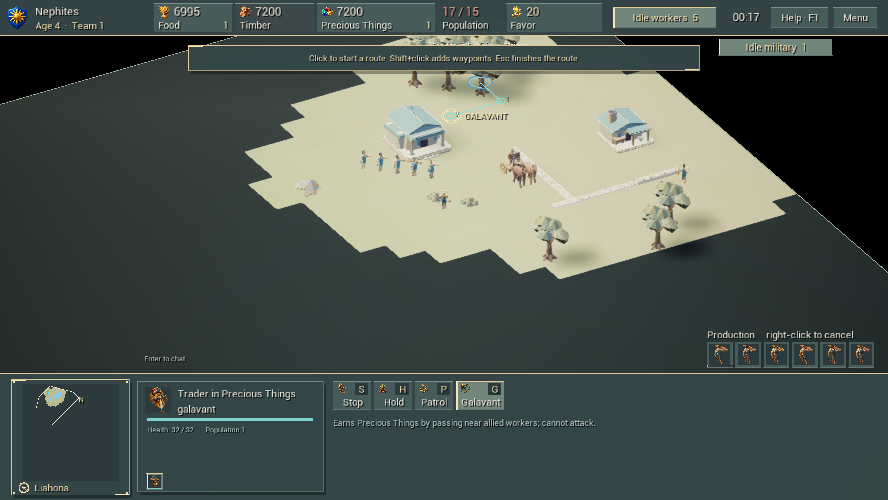 Nephites
Age 4 · Team 1
6995
Food 1
7200
Timber
7200
Precious Things 1
17 / 15
Population
20
Favor
Idle workers 5
00:17
Help · F1
Menu
Idle military 1
Click to start a route Shift+click adds waypoints Esc finishes the route
GALAVANT
Production right-click to cancel
Enter to chat
N
Liahona
Trader in Precious Things
galavant
Health 32 / 32 Population 1
S
Stop
H
Hold
P
Patrol
G
Galavant
Earns Precious Things by passing near allied workers; cannot attack.